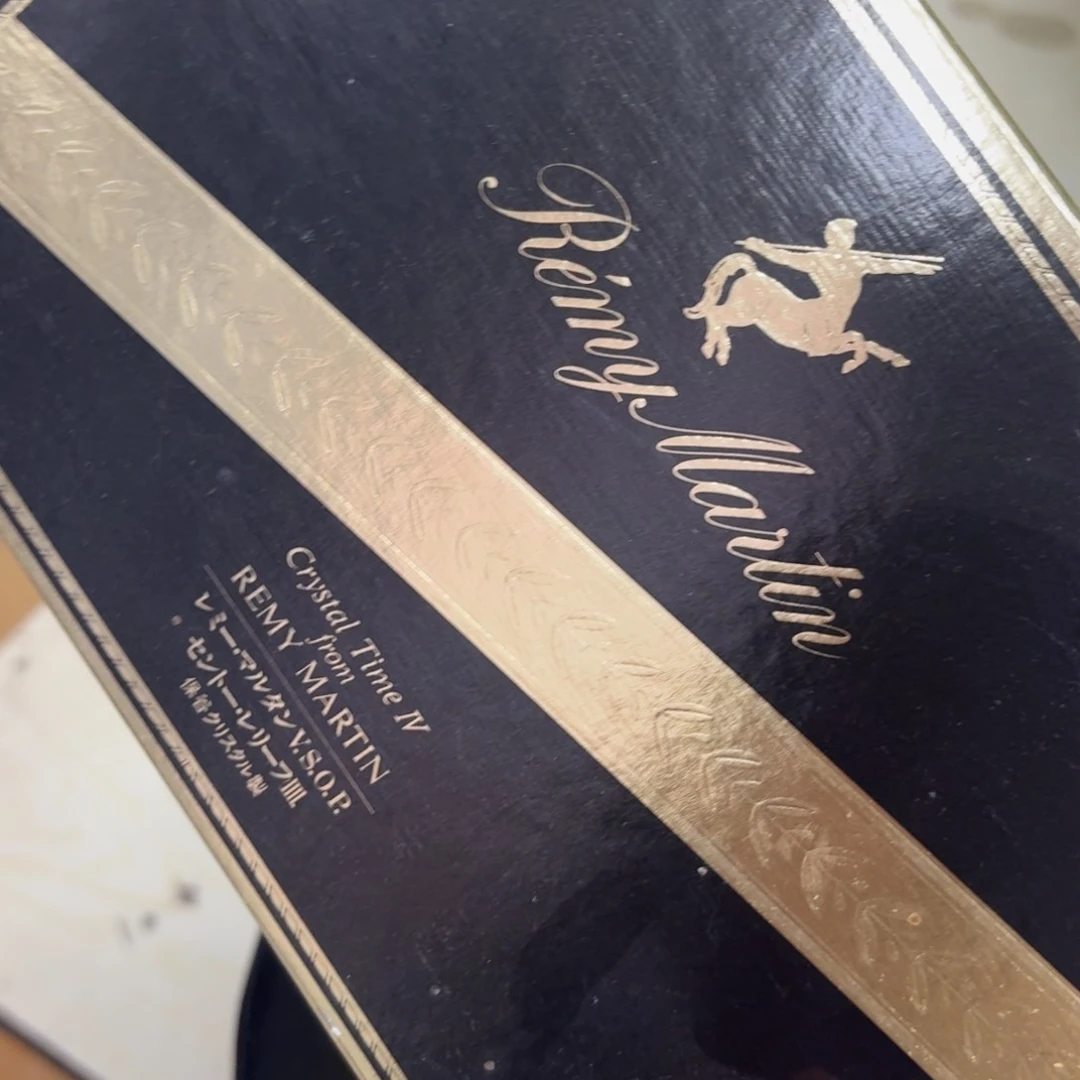 Rémy Martin
Crystal Time IV
from
REMY MARTIN
レミー・マルタンV.S.O.P.
"セントー・レリーフ皿
保谷クリスタル製